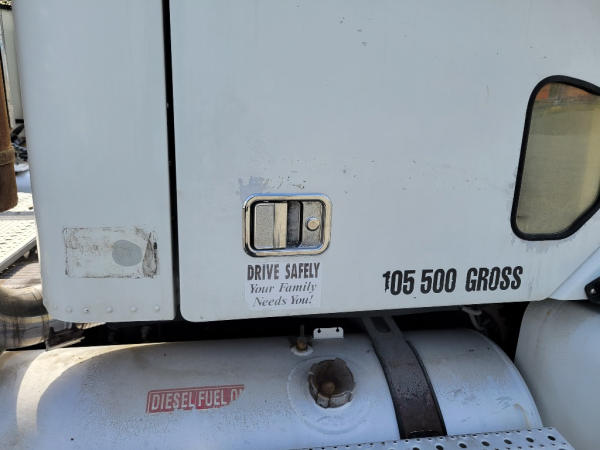 DRIVE SAFELY
Your Family
Needs You!
105 500 GROSS
DIESEL FUEL